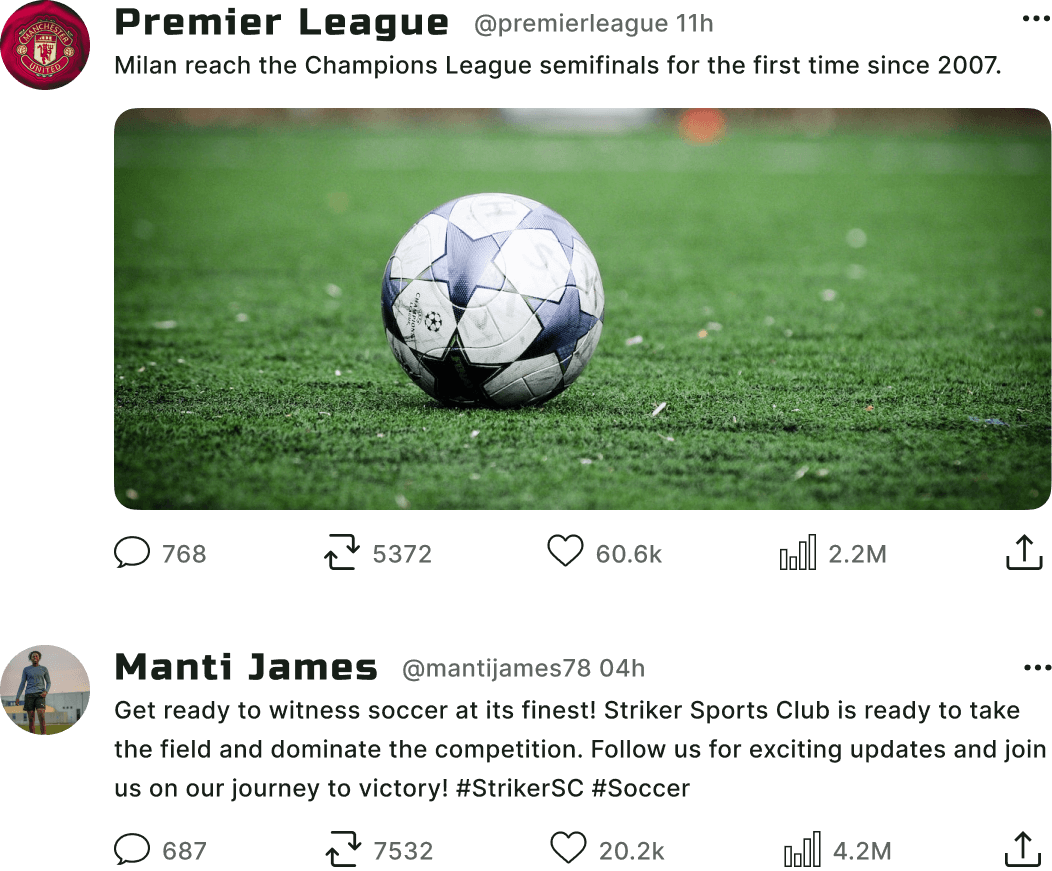 MANCHESTER
UNITED
Premier League @premierleague 11h
Milan reach the Champions League semifinals for the first time since 2007.
CHAMPIONS
LEAGUE
768 5372 60.6k 2.2M
Manti James @mantijames78 04h
Get ready to witness soccer at its finest! Striker Sports Club is ready to take
the field and dominate the competition. Follow us for exciting updates and join
us on our journey to victory! #StrikerSC #Soccer
687 7532 20.2k 4.2M